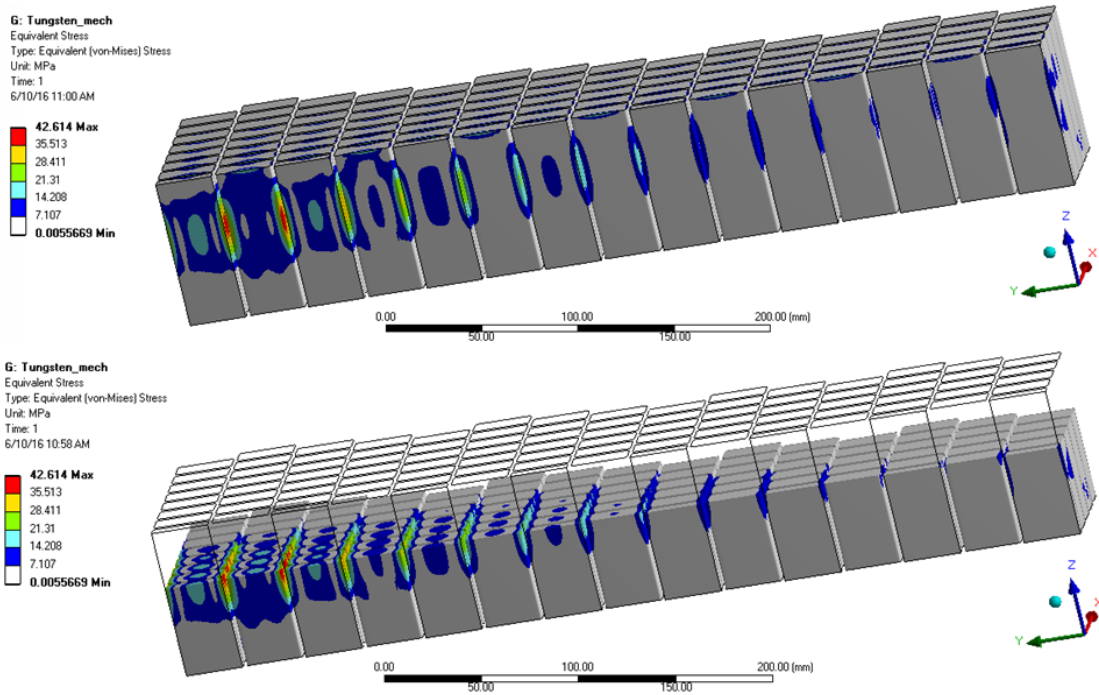 G: Tungsten_mech
Equivalent Stress
Type: Equivalent (von-Mises) Stress
Unit: MPa
Time: 1
6/10/16 11:00 AM
42.614 Max
35.513
28.411
21.31
14.208
7.107
0.0055669 Min
Z
X
Y
0.00 100.00 200.00 (mm)
50.00 150.00
G: Tungsten_mech
Equivalent Stress
Type: Equivalent (von-Mises) Stress
Unit: MPa
Time: 1
6/10/16 10:58 AM
42.614 Max
35.513
28.411
21.31
14.208
7.107
0.0055669 Min
Z
X
Y
0.00 100.00 200.00 (mm)
50.00 150.00